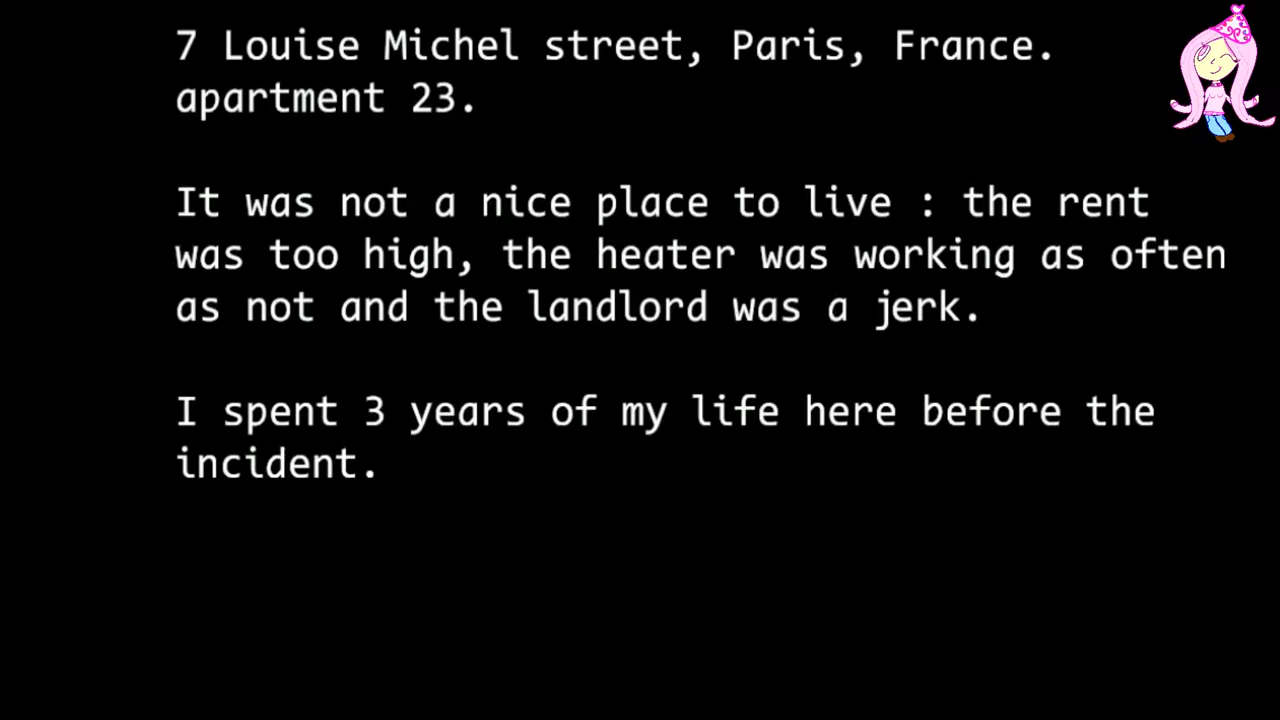 7 Louise Michel street, Paris, France.
apartment 23.
It was not a nice place to live : the rent
was too high, the heater was working as often
as not and the landlord was a jerk.
I spent 3 years of my life here before the
incident.